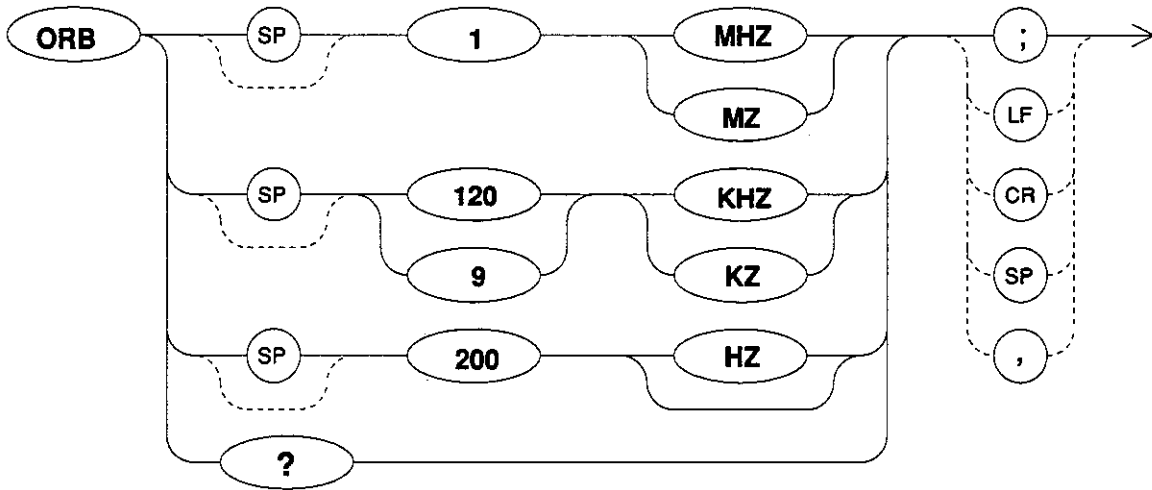 ORB SP 1 MHZ ;
MZ LF
SP 120 KHZ CR
9 KZ SP
SP 200 HZ ,
?